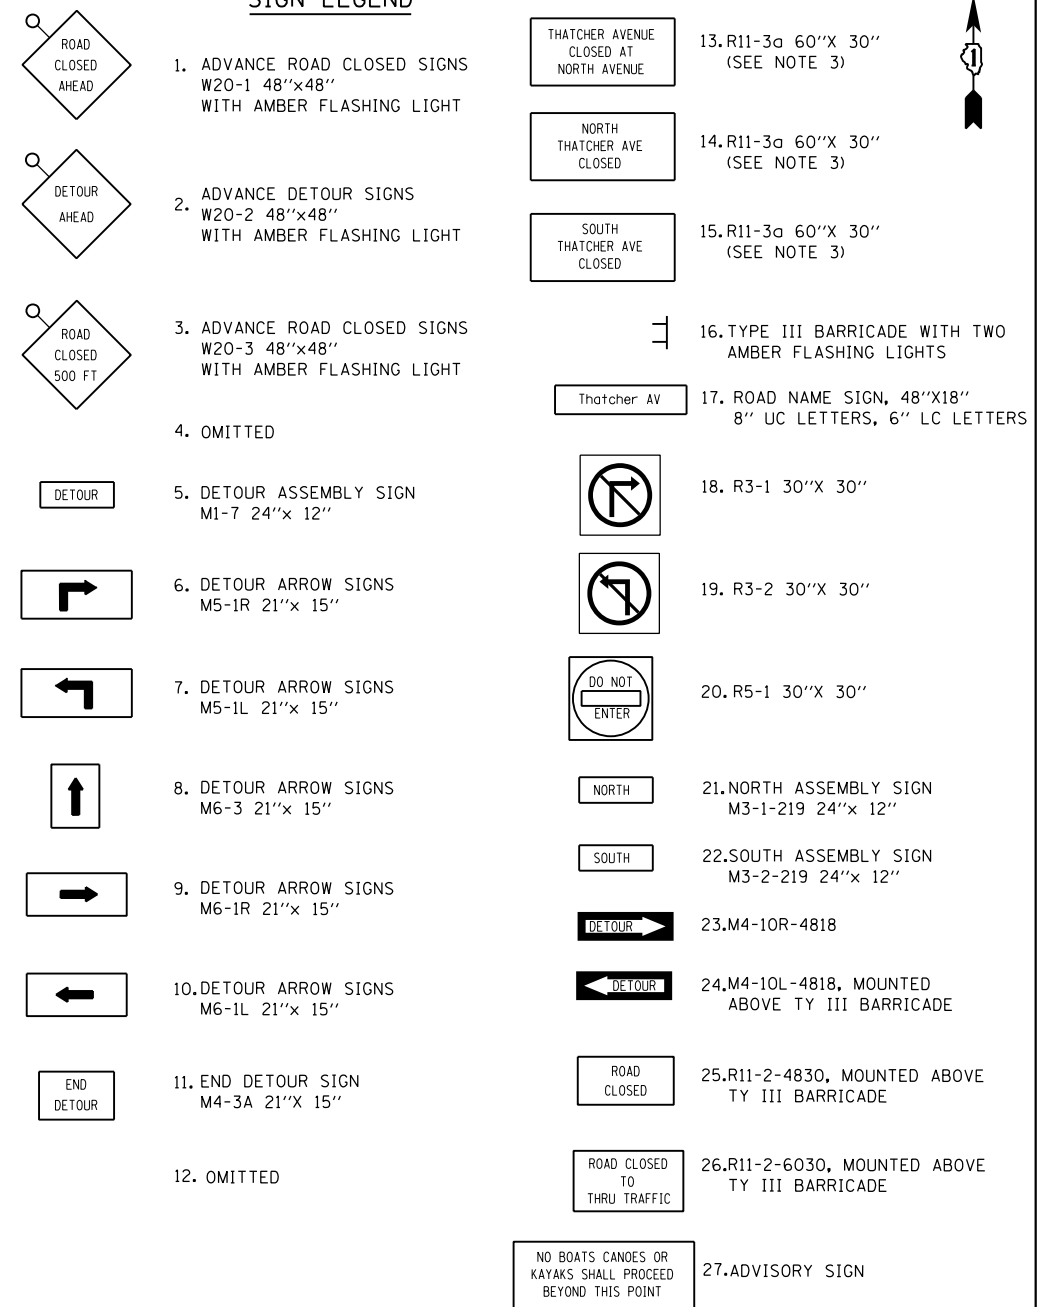 SIGN LEGEND
ROAD
CLOSED
AHEAD
1. ADVANCE ROAD CLOSED SIGNS
W20-1 48''x48''
WITH AMBER FLASHING LIGHT
DETOUR
AHEAD
2. ADVANCE DETOUR SIGNS
W20-2 48''x48''
WITH AMBER FLASHING LIGHT
ROAD
CLOSED
500 FT
3. ADVANCE ROAD CLOSED SIGNS
W20-3 48''x48''
WITH AMBER FLASHING LIGHT
4. OMITTED
DETOUR
5. DETOUR ASSEMBLY SIGN
M1-7 24''x 12''
6. DETOUR ARROW SIGNS
M5-1R 21''x 15''
7. DETOUR ARROW SIGNS
M5-1L 21''x 15''
8. DETOUR ARROW SIGNS
M6-3 21''x 15''
9. DETOUR ARROW SIGNS
M6-1R 21''x 15''
10. DETOUR ARROW SIGNS
M6-1L 21''x 15''
END
DETOUR
11. END DETOUR SIGN
M4-3A 21''X 15''
12. OMITTED
THATCHER AVENUE
CLOSED AT
NORTH AVENUE
13. R11-3a 60''X 30''
(SEE NOTE 3)
NORTH
THATCHER AVE
CLOSED
14. R11-3a 60''X 30''
(SEE NOTE 3)
SOUTH
THATCHER AVE
CLOSED
15. R11-3a 60''X 30''
(SEE NOTE 3)
16. TYPE III BARRICADE WITH TWO
AMBER FLASHING LIGHTS
Thatcher AV
17. ROAD NAME SIGN, 48''X18''
8'' UC LETTERS, 6'' LC LETTERS
18. R3-1 30''X 30''
19. R3-2 30''X 30''
DO NOT
ENTER
20. R5-1 30''X 30''
NORTH
21. NORTH ASSEMBLY SIGN
M3-1-219 24''x 12''
SOUTH
22. SOUTH ASSEMBLY SIGN
M3-2-219 24''x 12''
DETOUR
23. M4-10R-4818
DETOUR
24. M4-10L-4818, MOUNTED
ABOVE TY III BARRICADE
ROAD
CLOSED
25. R11-2-4830, MOUNTED ABOVE
TY III BARRICADE
ROAD CLOSED
TO
THRU TRAFFIC
26. R11-2-6030, MOUNTED ABOVE
TY III BARRICADE
NO BOATS CANOES OR
KAYAKS SHALL PROCEED
BEYOND THIS POINT
27. ADVISORY SIGN
1